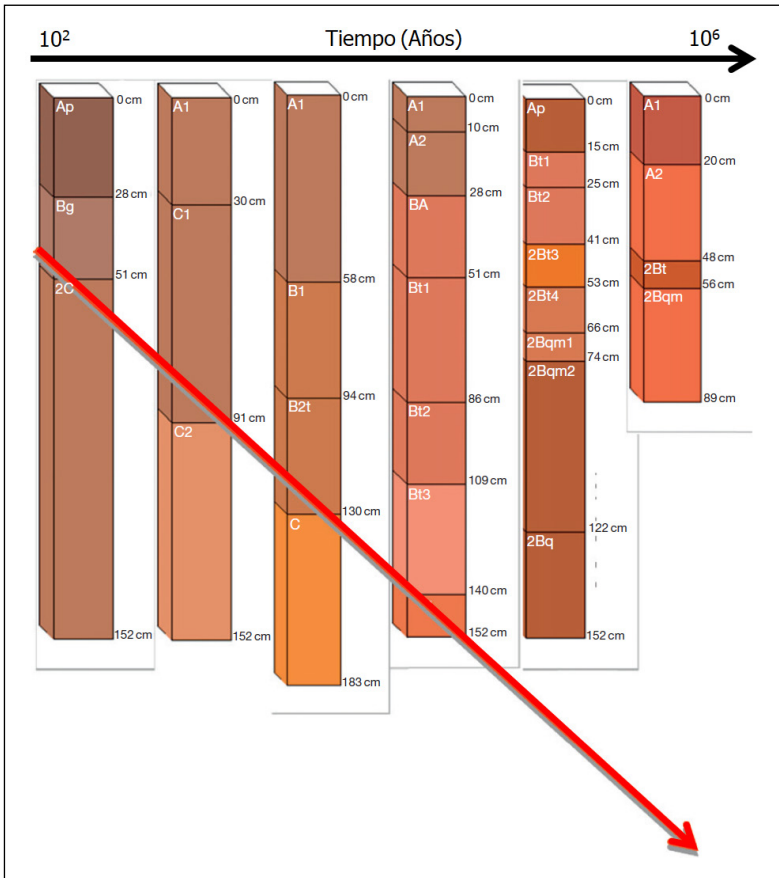 10² Tiempo (Años) 10⁶
Ap
0 cm
28 cm
Bg
51 cm
2C
152 cm
A1
0 cm
30 cm
C1
91 cm
C2
152 cm
A1
0 cm
58 cm
B1
94 cm
B2t
130 cm
C
183 cm
A1
0 cm
10 cm
A2
28 cm
BA
51 cm
Bt1
86 cm
Bt2
109 cm
Bt3
140 cm
152 cm
Ap
0 cm
15 cm
Bt1
25 cm
Bt2
41 cm
2Bt3
53 cm
2Bt4
66 cm
2Bqm1
74 cm
2Bqm2
122 cm
2Bq
152 cm
A1
0 cm
20 cm
A2
48 cm
2Bt
56 cm
2Bqm
89 cm